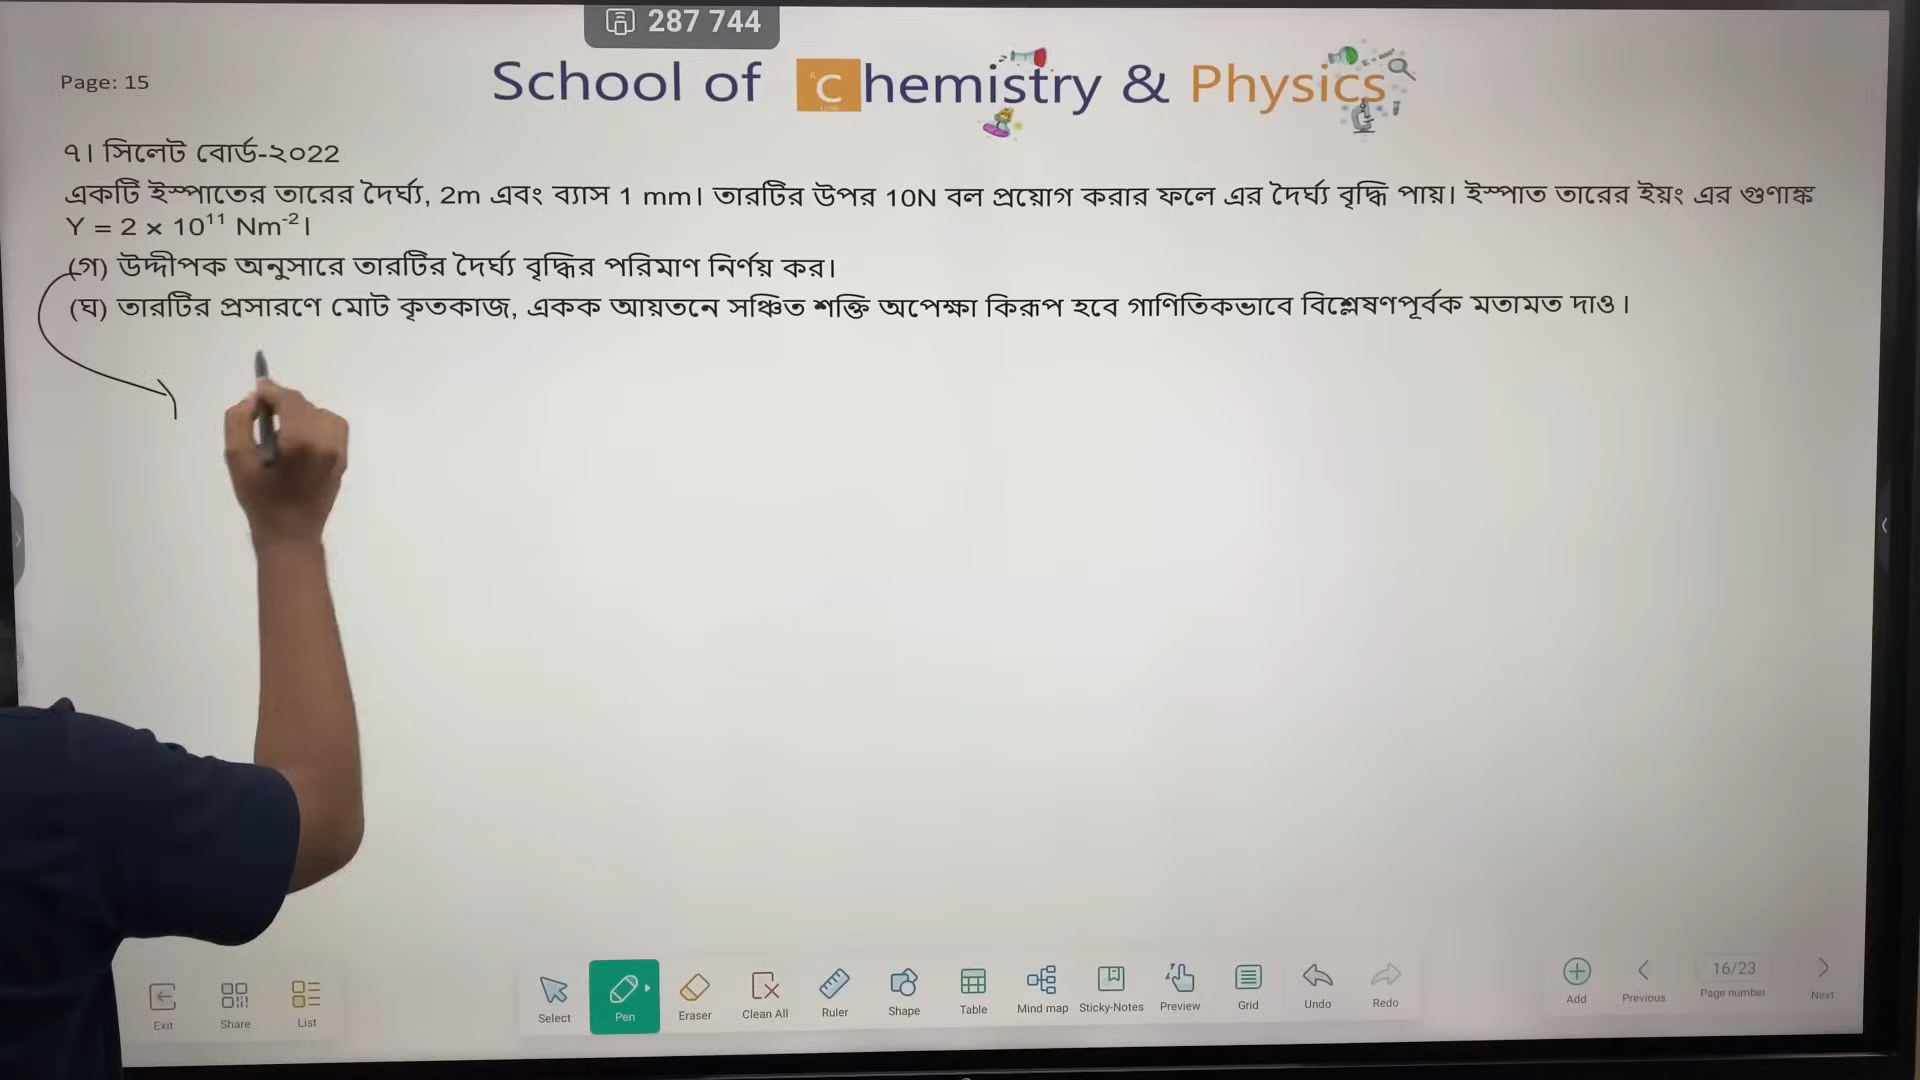 287 744
Page: 15
School of Chemistry & Physics
৭। সিলেট বোর্ড-২০22
একটি ইস্পাতের তারের দৈর্ঘ্য, 2m এবং ব্যাস 1 mm। তারটির উপর 10N বল প্রয়োগ করার ফলে এর দৈর্ঘ্য বৃদ্ধি পায়। ইস্পাত তারের ইয়ং এর গুণাঙ্ক
Y = 2 × 10¹¹ Nm⁻²।
(গ) উদ্দীপক অনুসারে তারটির দৈর্ঘ্য বৃদ্ধির পরিমাণ নির্ণয় কর।
(ঘ) তারটির প্রসারণে মোট কৃতকাজ, একক আয়তনে সঞ্চিত শক্তি অপেক্ষা কিরূপ হবে গাণিতিকভাবে বিশ্লেষণপূর্বক মতামত দাও।
Exit Share List Select Pen Eraser Clean All Ruler Shape Table Mind map Sticky-Notes Preview Grid Undo Redo Add Previous 16/23 Page number Next